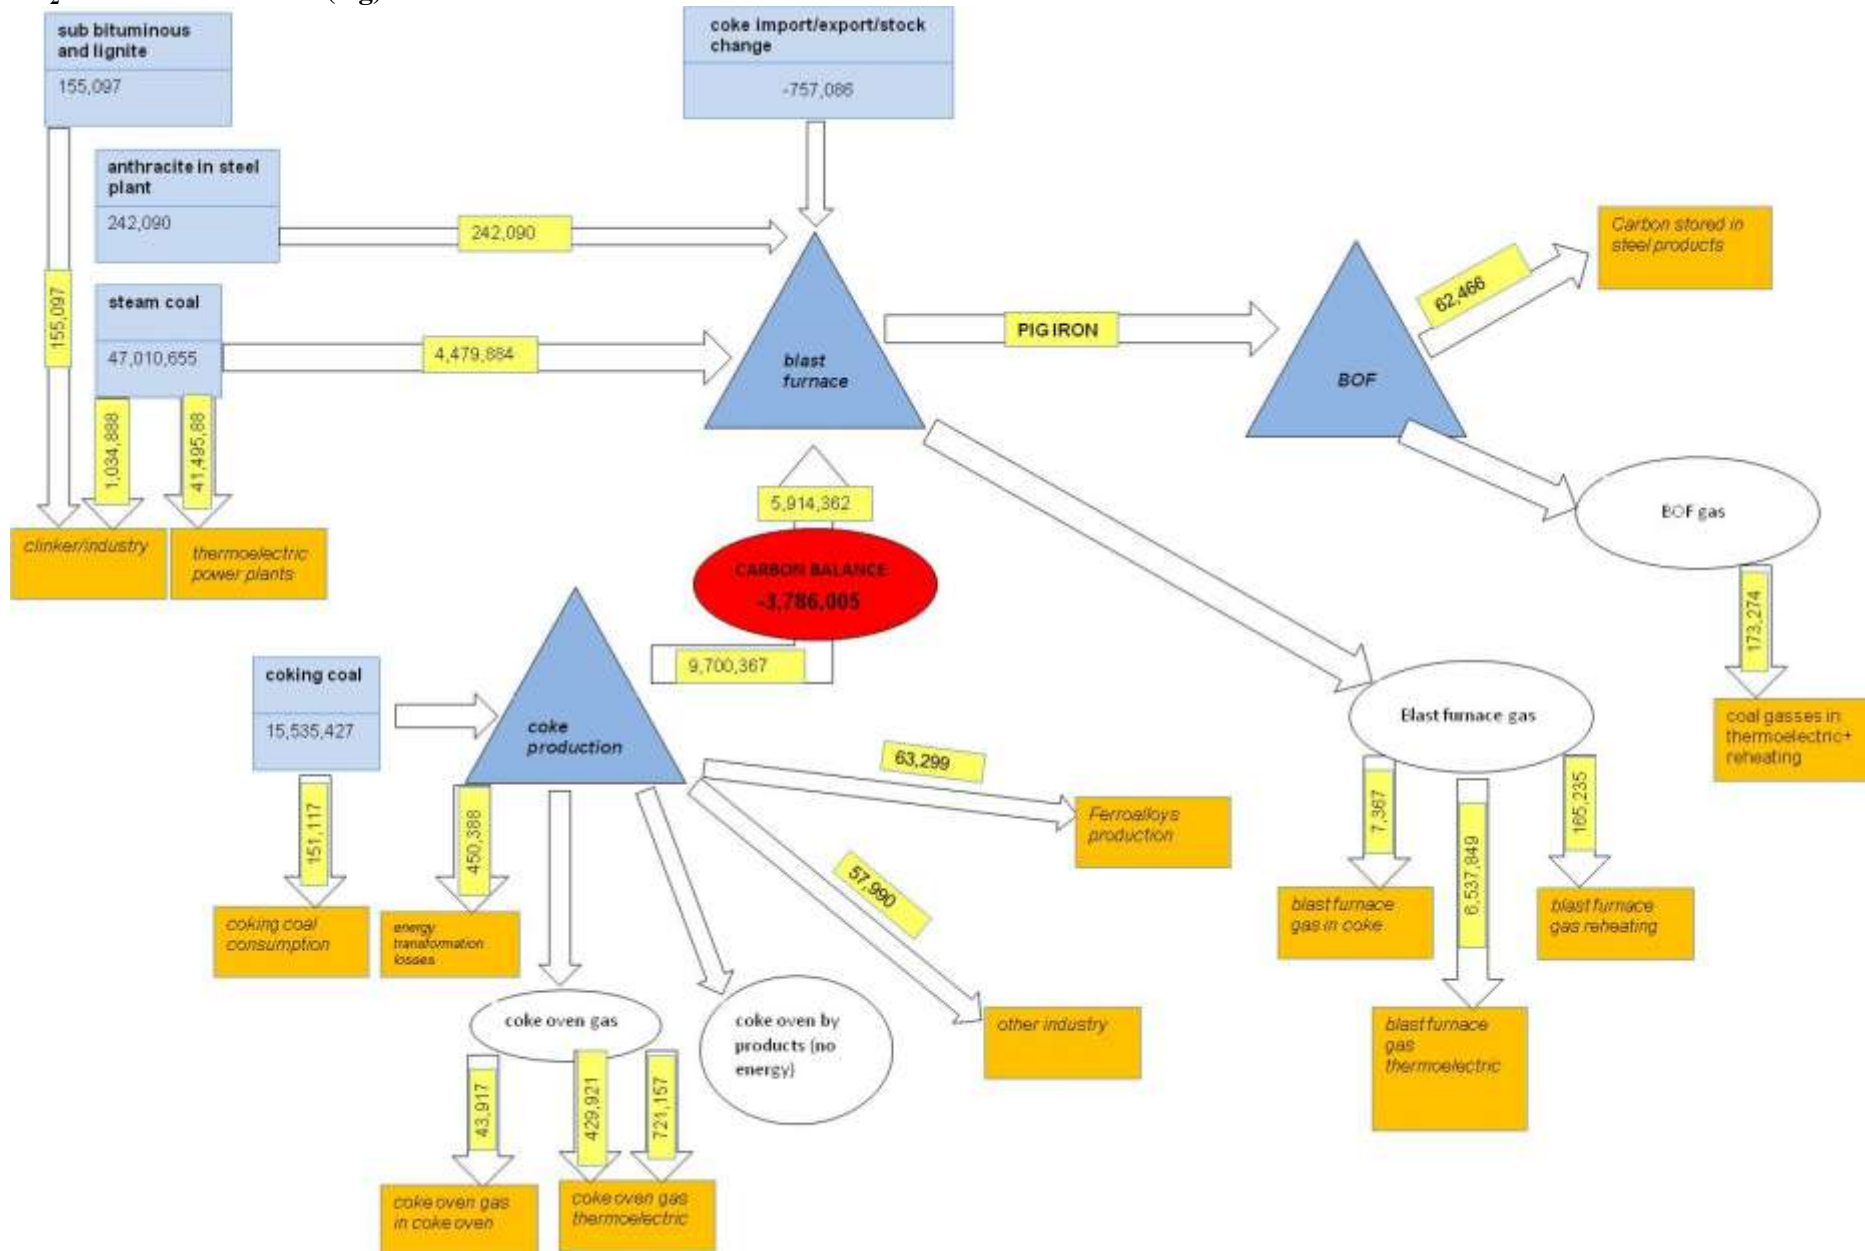 sub bituminous
and lignite
155,097
coke import/export/stock
change
-757,086
anthracite in steel
plant
242,090
242,090
Carbon stored in
steel products
62,466
155,097
steam coal
47,010,655
4,479,884
blast
furnace
PIG IRON
BOF
1,034,888
41,495,88
clinker/industry
thermoelectric
power plants
5,914,362
CARBON BALANCE
-3,786,005
9,700,367
BOF gas
173,274
coal gasses in
thermoelectric+
reheating
coking coal
15,535,427
coke
production
Blast furnace gas
63,299
Ferroalloys
production
57,990
151,117
450,388
7,367
6,537,849
165,235
coking coal
consumption
energy
transformation
losses
blast furnace
gas in coke
blast furnace
gas reheating
coke oven gas
coke oven by
products (no
energy)
other industry
blast furnace
gas
thermoelectric
43,917
429,921
721,157
coke oven gas
in coke oven
coke oven gas
thermoelectric